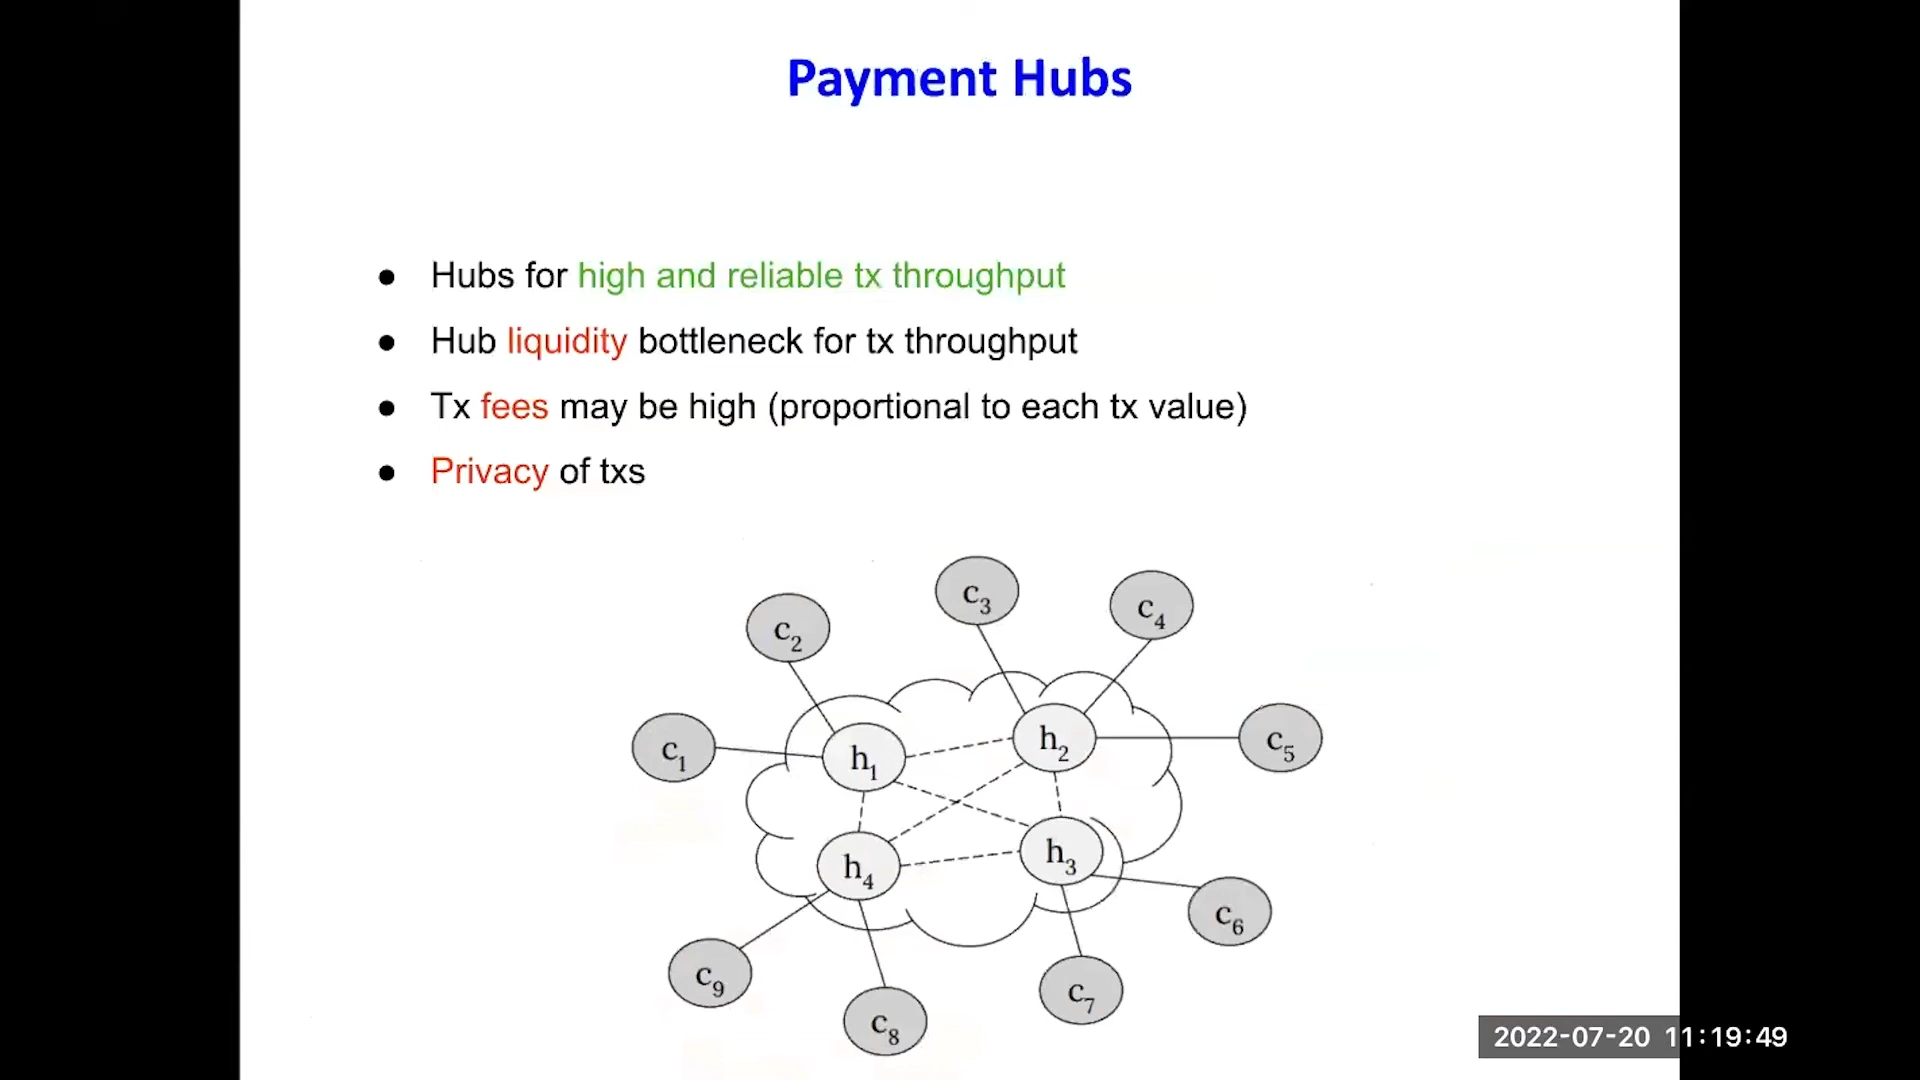 Payment Hubs
● Hubs for high and reliable tx throughput
● Hub liquidity bottleneck for tx throughput
● Tx fees may be high (proportional to each tx value)
● Privacy of txs
c3
c4
c2
c1
h1
h2
c5
h4
h3
c6
c9
c7
c8
2022-07-20 11:19:49